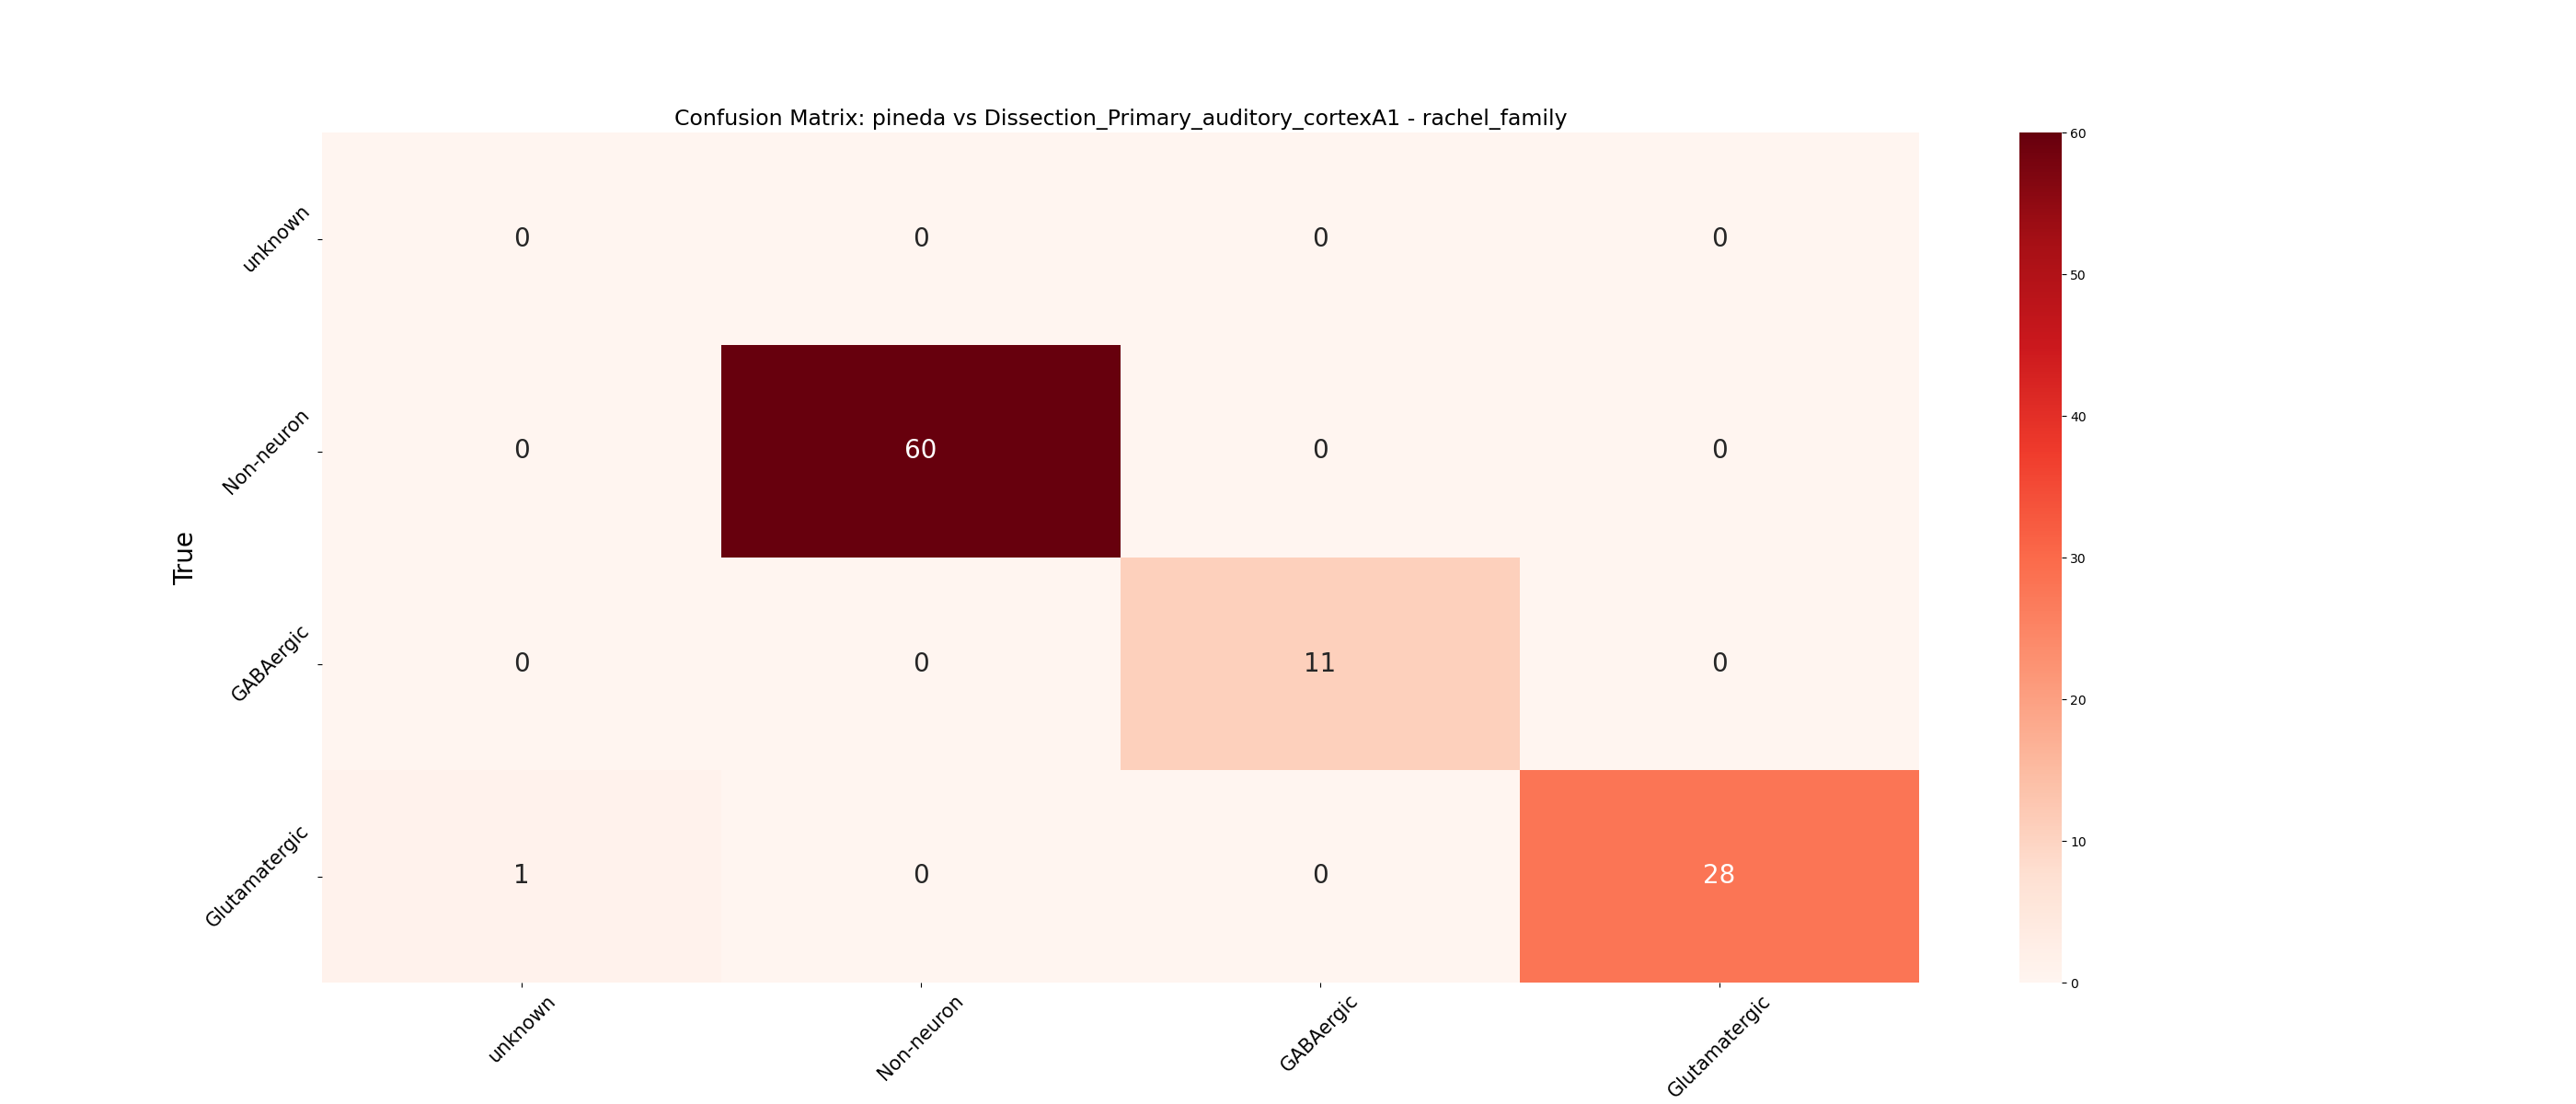 Confusion Matrix: pineda vs Dissection_Primary_auditory_cortexA1 - rachel_family
True
unknown
0 0 0 0
Non-neuron
0 60 0 0
GABAergic
0 0 11 0
Glutamatergic
1 0 0 28
unknown Non-neuron GABAergic Glutamatergic
60
50
40
30
20
10
0